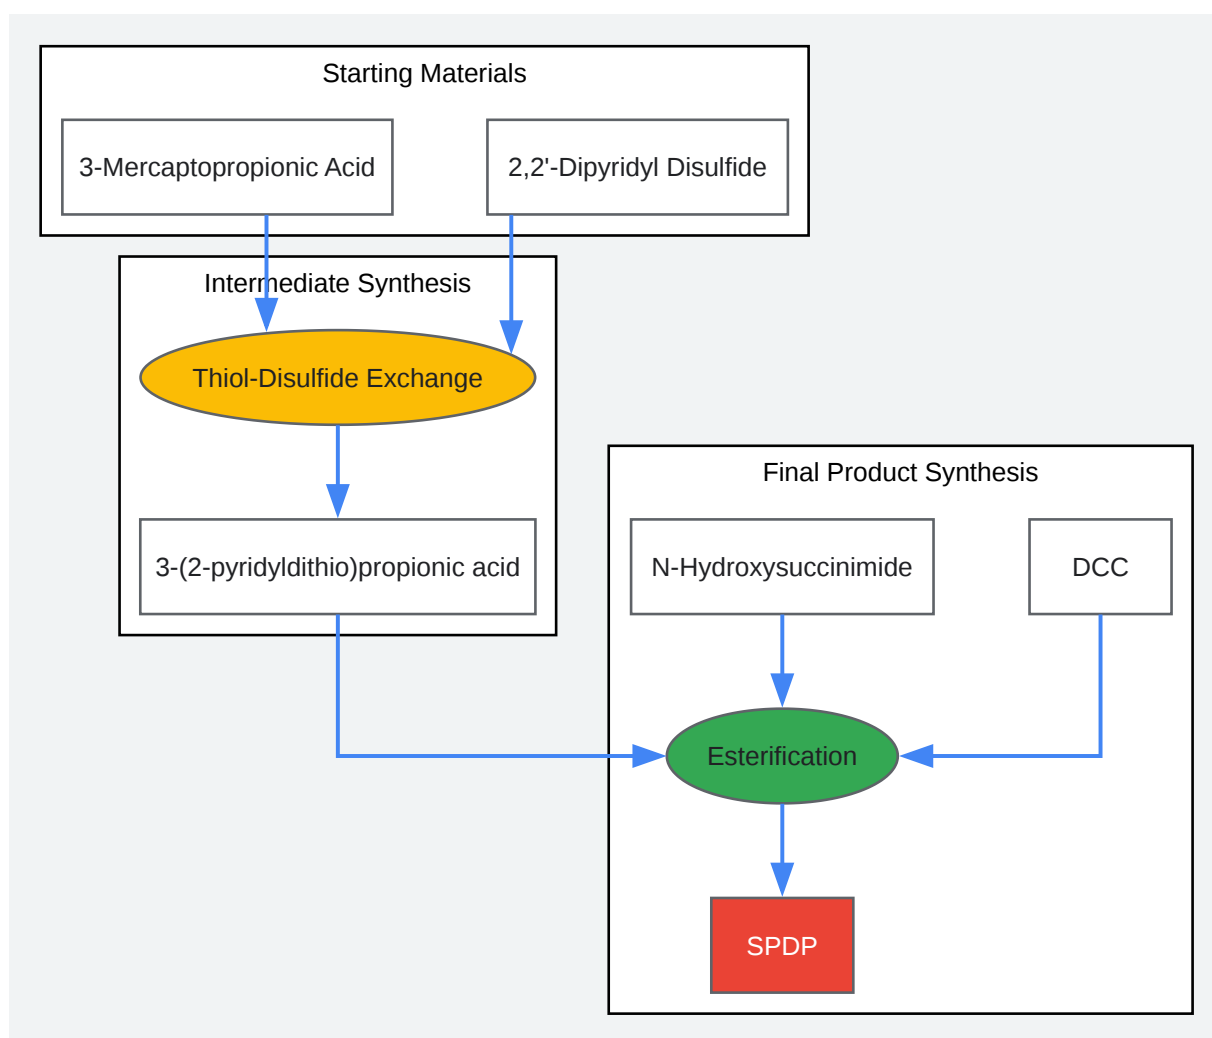 Starting Materials
3-Mercaptopropionic Acid
2,2'-Dipyridyl Disulfide
Intermediate Synthesis
Thiol-Disulfide Exchange
3-(2-pyridyldithio)propionic acid
Final Product Synthesis
N-Hydroxysuccinimide
DCC
Esterification
SPDP